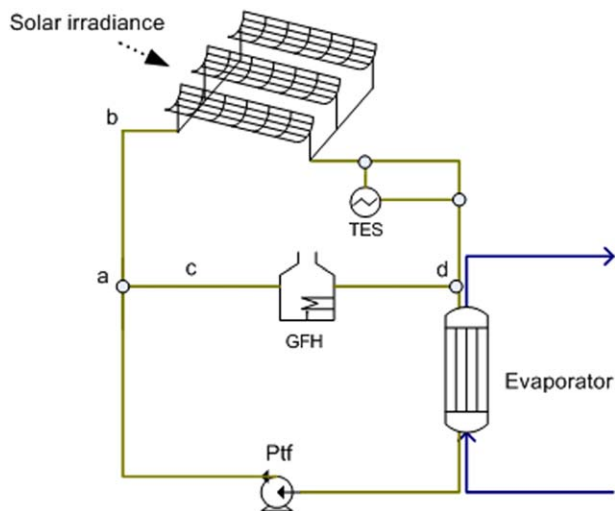 Solar irradiance
b
TES
a
c
d
GFH
Evaporator
Ptf